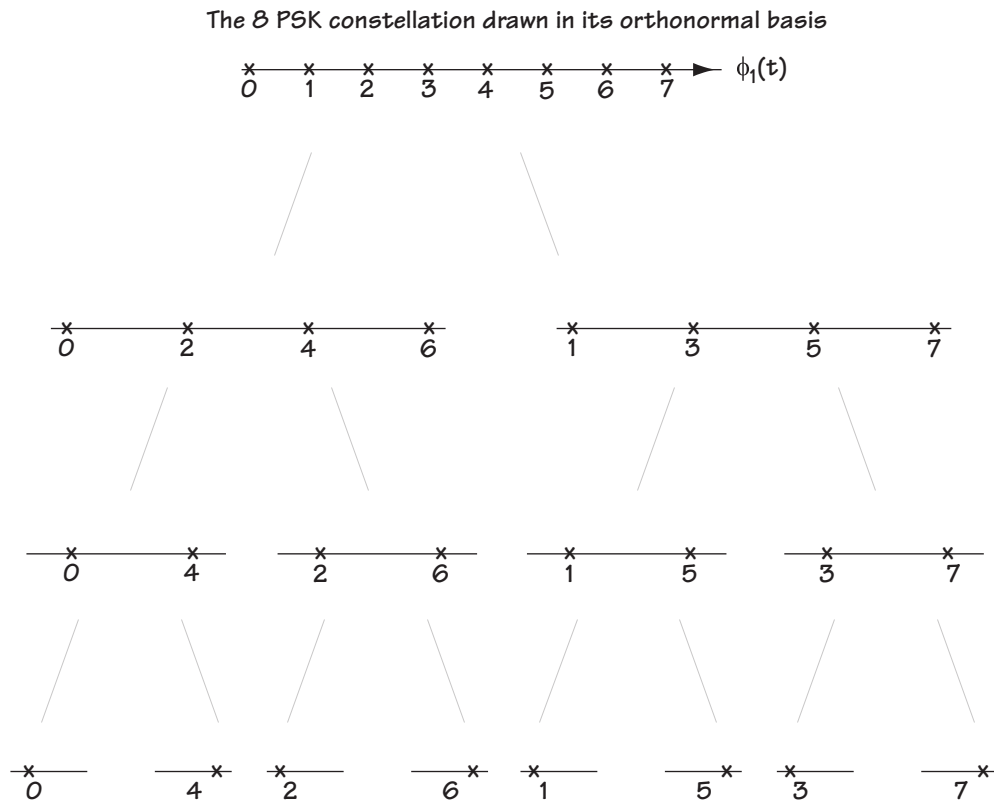 The 8 PSK constellation drawn in its orthonormal basis
ϕ₁(t)
0 1 2 3 4 5 6 7
0 2 4 6 1 3 5 7
0 4 2 6 1 5 3 7
0 4 2 6 1 5 3 7